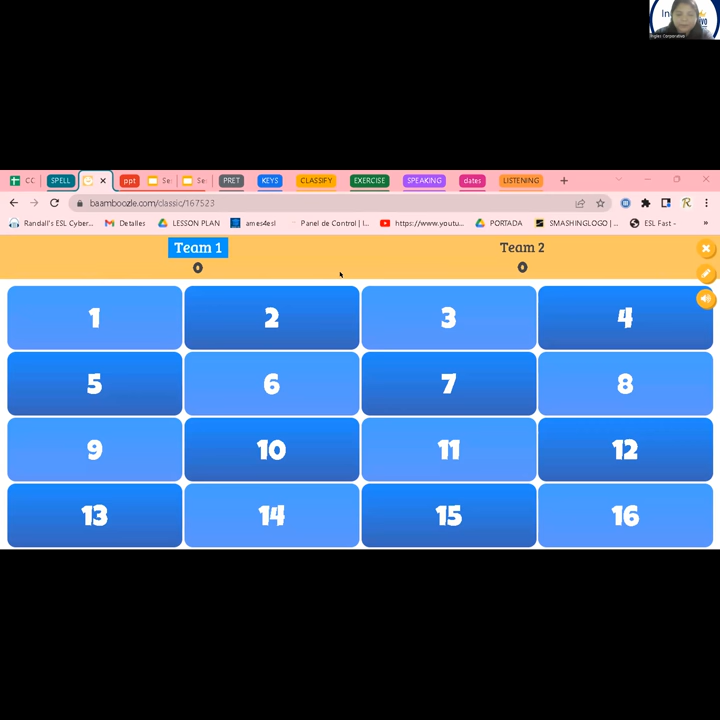 Inglés Corporativo
CC SPELL ppt Se: Se: PRET KEYS CLASSIFY EXERCISE SPEAKING dates LISTENING
baamboozle.com/classic/167523
Randall's ESL Cyber... Detalles LESSON PLAN ames4esl Panel de Control | I... https://www.youtu... PORTADA SMASHINGLOGO | ... ESL Fast - »
Team 1 Team 2
0 0
1 2 3 4
5 6 7 8
9 10 11 12
13 14 15 16